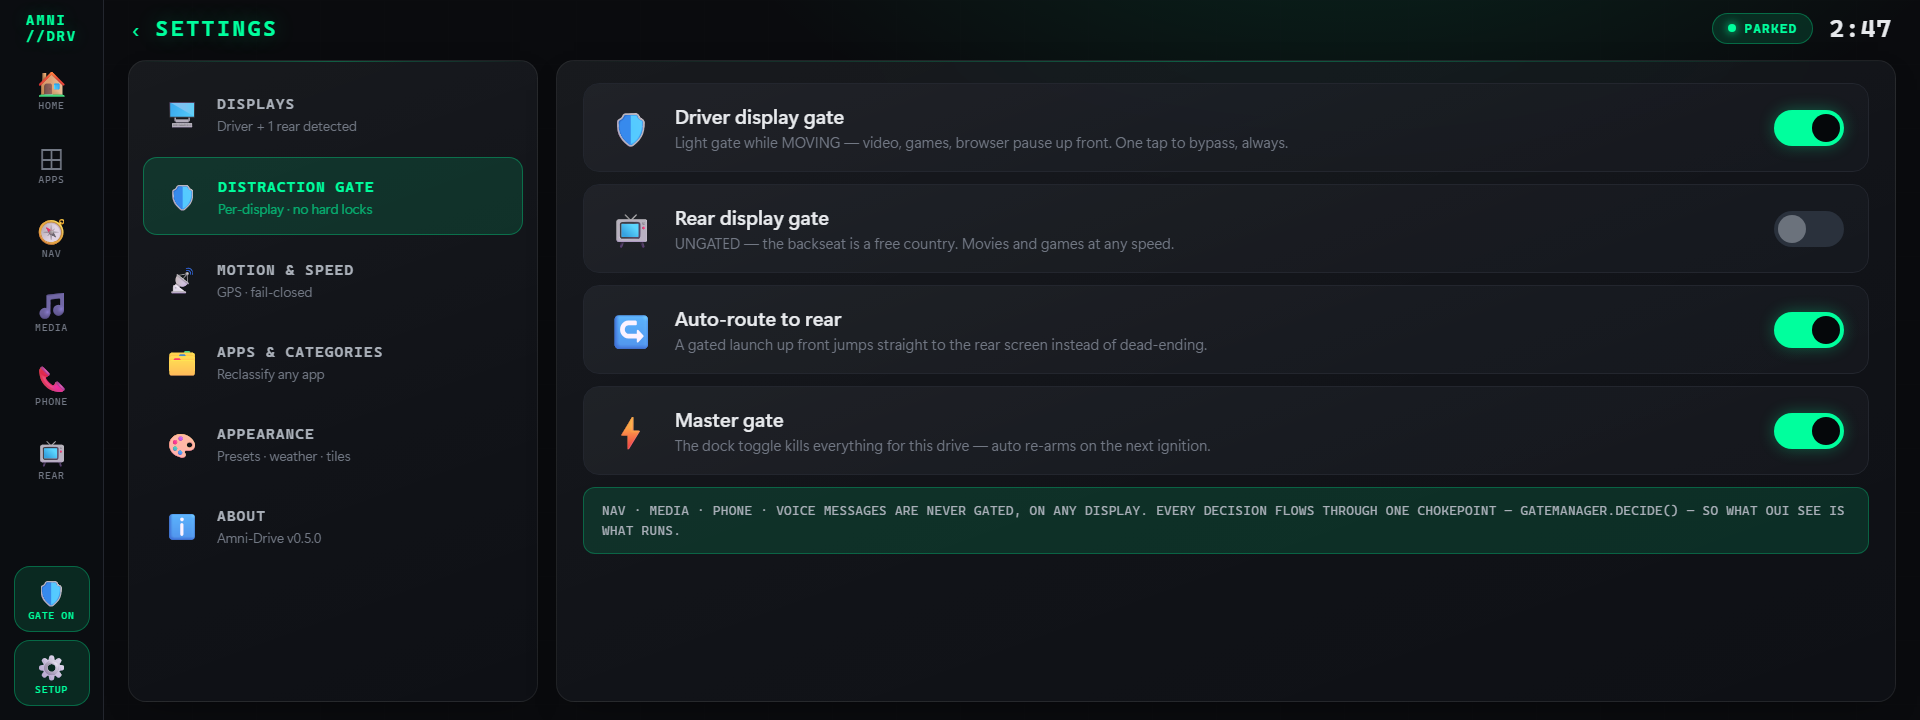 AMNI
//DRV
HOME
APPS
NAV
MEDIA
PHONE
REAR
GATE ON
SETUP
‹ SETTINGS
PARKED
2:47
DISPLAYS
Driver + 1 rear detected
DISTRACTION GATE
Per-display · no hard locks
MOTION & SPEED
GPS · fail-closed
APPS & CATEGORIES
Reclassify any app
APPEARANCE
Presets · weather · tiles
ABOUT
Amni-Drive v0.5.0
Driver display gate
Light gate while MOVING — video, games, browser pause up front. One tap to bypass, always.
Rear display gate
UNGATED — the backseat is a free country. Movies and games at any speed.
Auto-route to rear
A gated launch up front jumps straight to the rear screen instead of dead-ending.
Master gate
The dock toggle kills everything for this drive — auto re-arms on the next ignition.
NAV · MEDIA · PHONE · VOICE MESSAGES ARE NEVER GATED, ON ANY DISPLAY. EVERY DECISION FLOWS THROUGH ONE CHOKEPOINT — GATEMANAGER.DECIDE() — SO WHAT OUI SEE IS
WHAT RUNS.